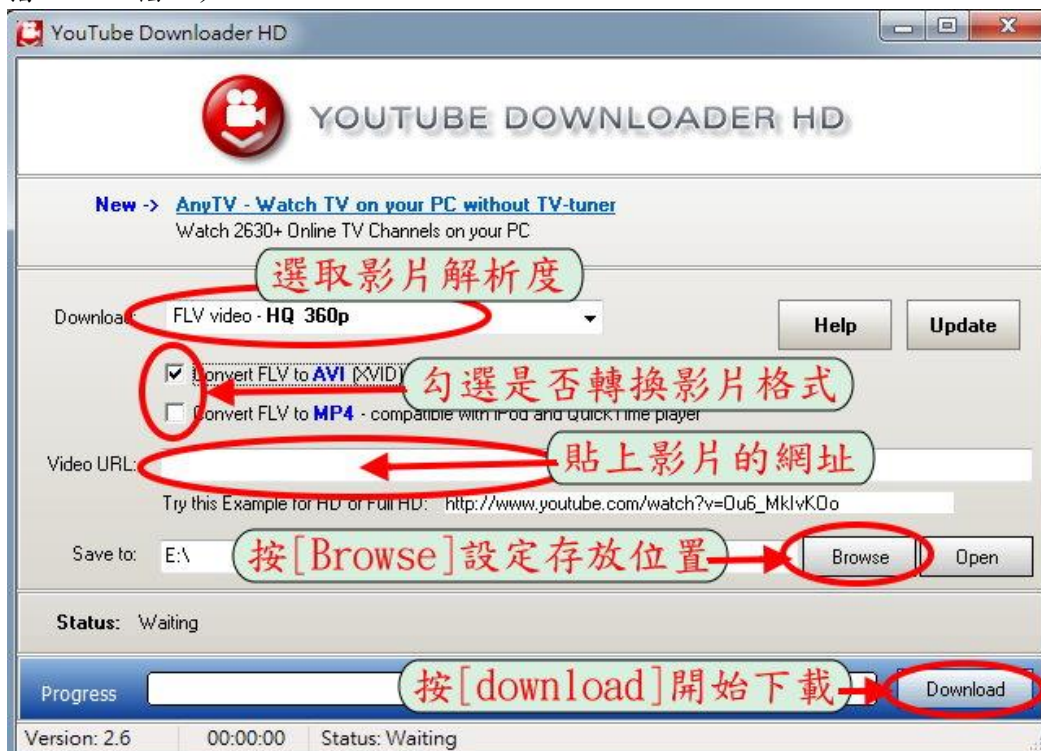 YouTube Downloader HD
YOUTUBE DOWNLOADER HD
New -> AnyTV - Watch TV on your PC without TV-tuner
Watch 2630+ Online TV Channels on your PC
選取影片解析度
Download: FLV video - HQ 360p
Help Update
Convert FLV to AVI (XVID)
勾選是否轉換影片格式
Convert FLV to MP4 - compatible with iPod and QuickTime player
Video URL:
貼上影片的網址
Try this Example for HD or Full HD: http://www.youtube.com/watch?v=Ou6_MkIvKOo
Save to: E:\ 按[Browse]設定存放位置 Browse Open
Status: Waiting
Progress 按[download]開始下載 Download
Version: 2.6 00:00:00 Status: Waiting